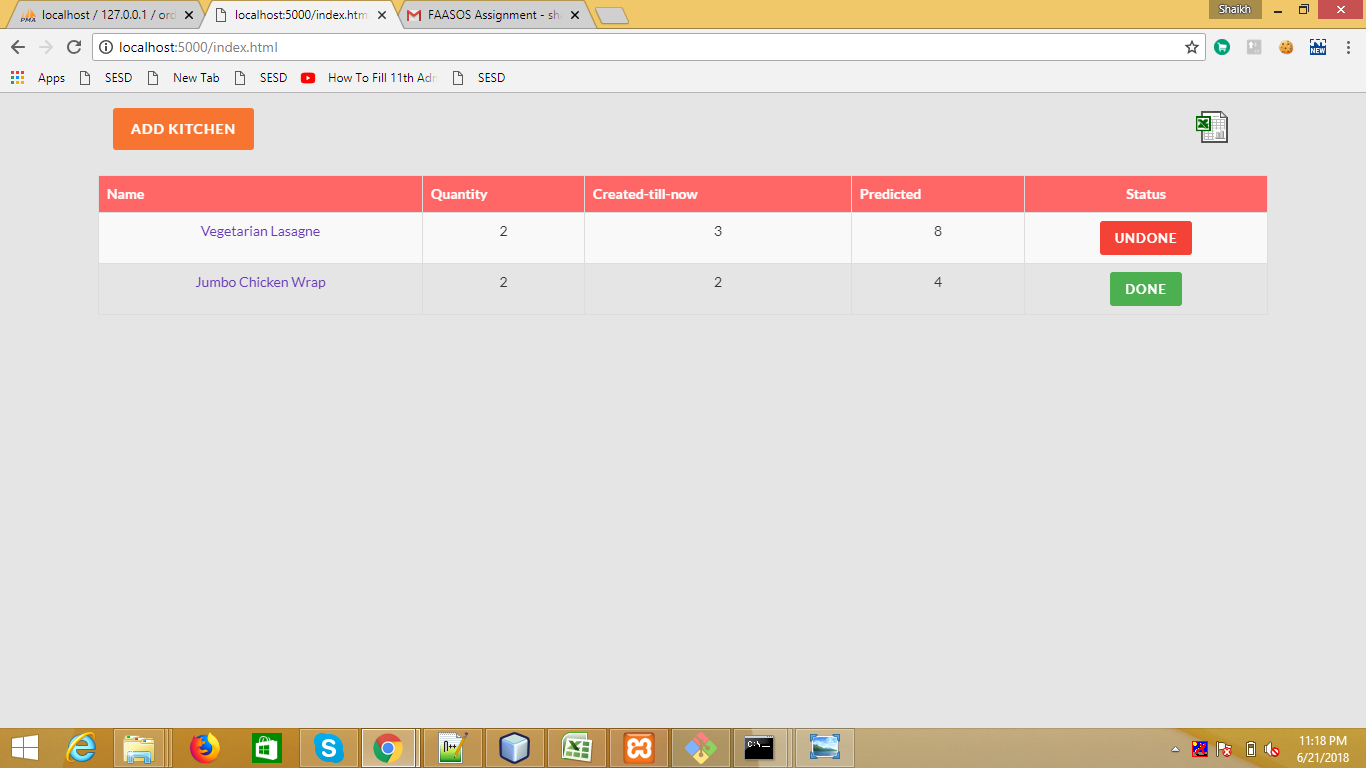 localhost / 127.0.0.1 / ord
localhost:5000/index.htm
FAASOS Assignment - sha
Shaikh
localhost:5000/index.html
Apps SESD New Tab SESD How To Fill 11th Adm SESD
ADD KITCHEN
Name Quantity Created-till-now Predicted Status
Vegetarian Lasagne 2 3 8 UNDONE
Jumbo Chicken Wrap 2 2 4 DONE
11:18 PM
6/21/2018